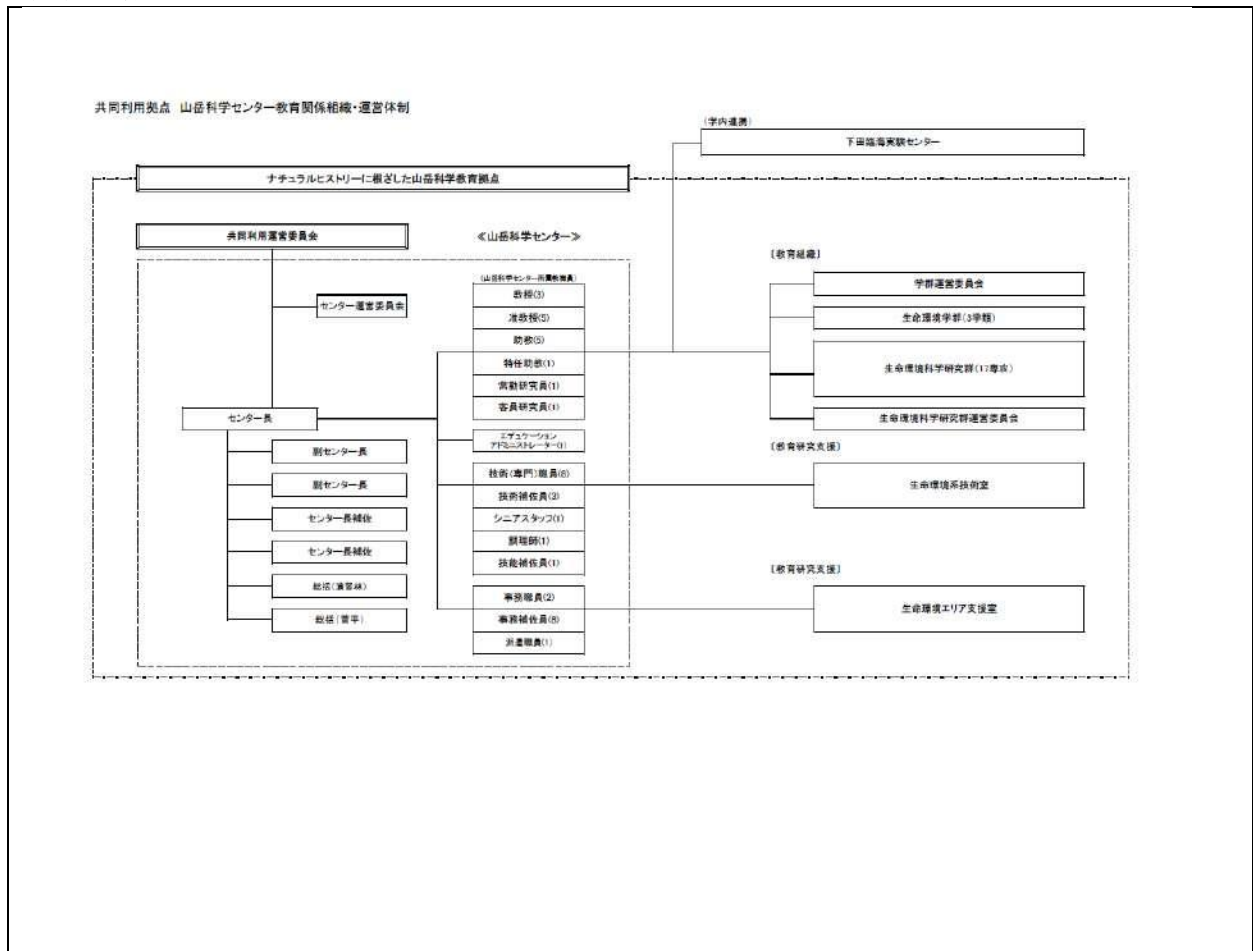 共同利用拠点 山岳科学センター教育関係組織・運営体制
(学内連携)
下田臨海実験センター
ナチュラルヒストリーに根ざした山岳科学教育拠点
共同利用運営委員会
≪山岳科学センター≫
センター運営委員会
センター長
副センター長
副センター長
センター長補佐
センター長補佐
総括(演習林)
総括(菅平)
(山岳科学センター所属教職員)
教授(3)
准教授(5)
助教(5)
特任助教(1)
常勤研究員(1)
客員研究員(1)
エデュケーション
アドミニストレーター(1)
技術(専門)職員(8)
技術補佐員(3)
シニアスタッフ(1)
調理師(1)
技能補佐員(1)
事務職員(2)
事務補佐員(8)
派遣職員(1)
〔教育組織〕
学群運営委員会
生命環境学群(3学類)
生命環境科学研究群(17専攻)
生命環境科学研究群運営委員会
〔教育研究支援〕
生命環境系技術室
〔教育研究支援〕
生命環境エリア支援室